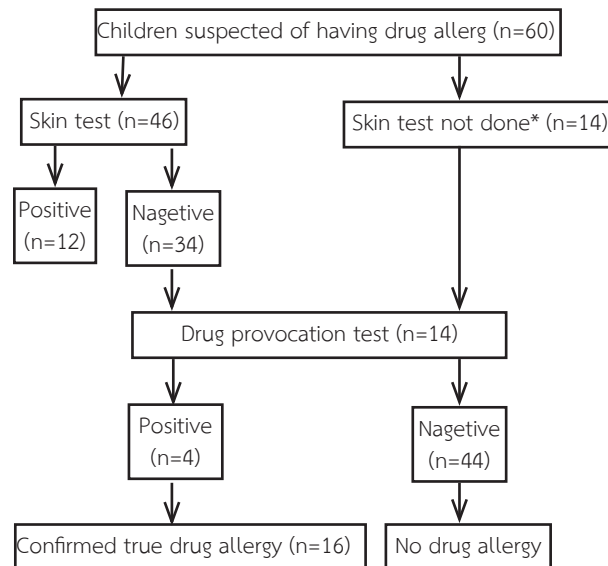 Children suspected of having drug allerg (n=60)
Skin test (n=46)
Skin test not done* (n=14)
Positive
(n=12)
Nagetive
(n=34)
Drug provocation test (n=14)
Positive
(n=4)
Nagetive
(n=44)
Confirmed true drug allergy (n=16)
No drug allergy